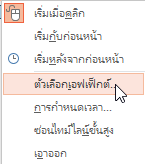 เริ่มเมื่อคลิก
เริ่มกับก่อนหน้า
เริ่มหลังจากก่อนหน้า
ตัวเลือกเอฟเฟ็กต์...
การกำหนดเวลา...
ซ่อนไทม์ไลน์ขั้นสูง
เอาออก